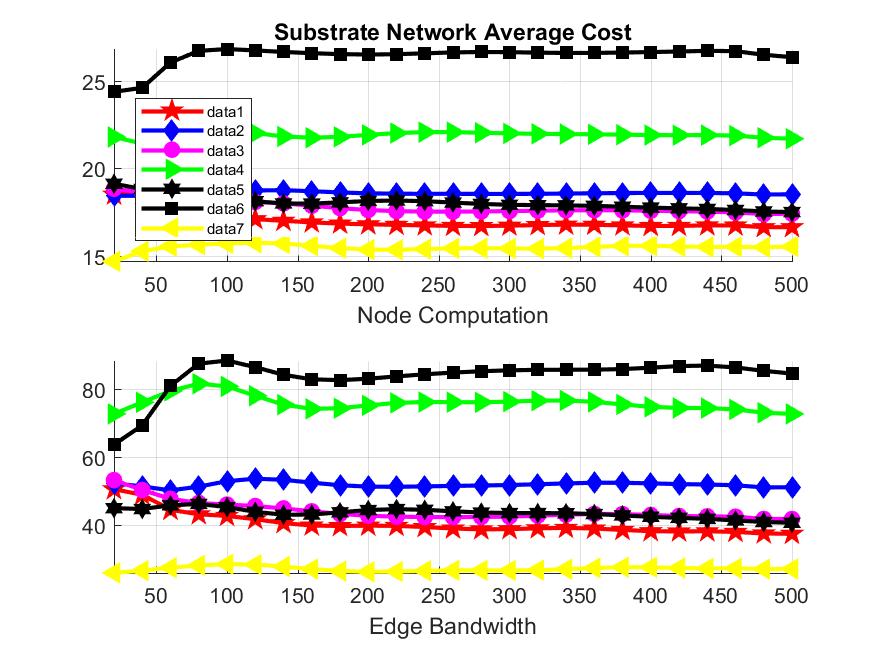 Substrate Network Average Cost
25
20
15
data1
data2
data3
data4
data5
data6
data7
50 100 150 200 250 300 350 400 450 500
Node Computation
80
60
40
50 100 150 200 250 300 350 400 450 500
Edge Bandwidth